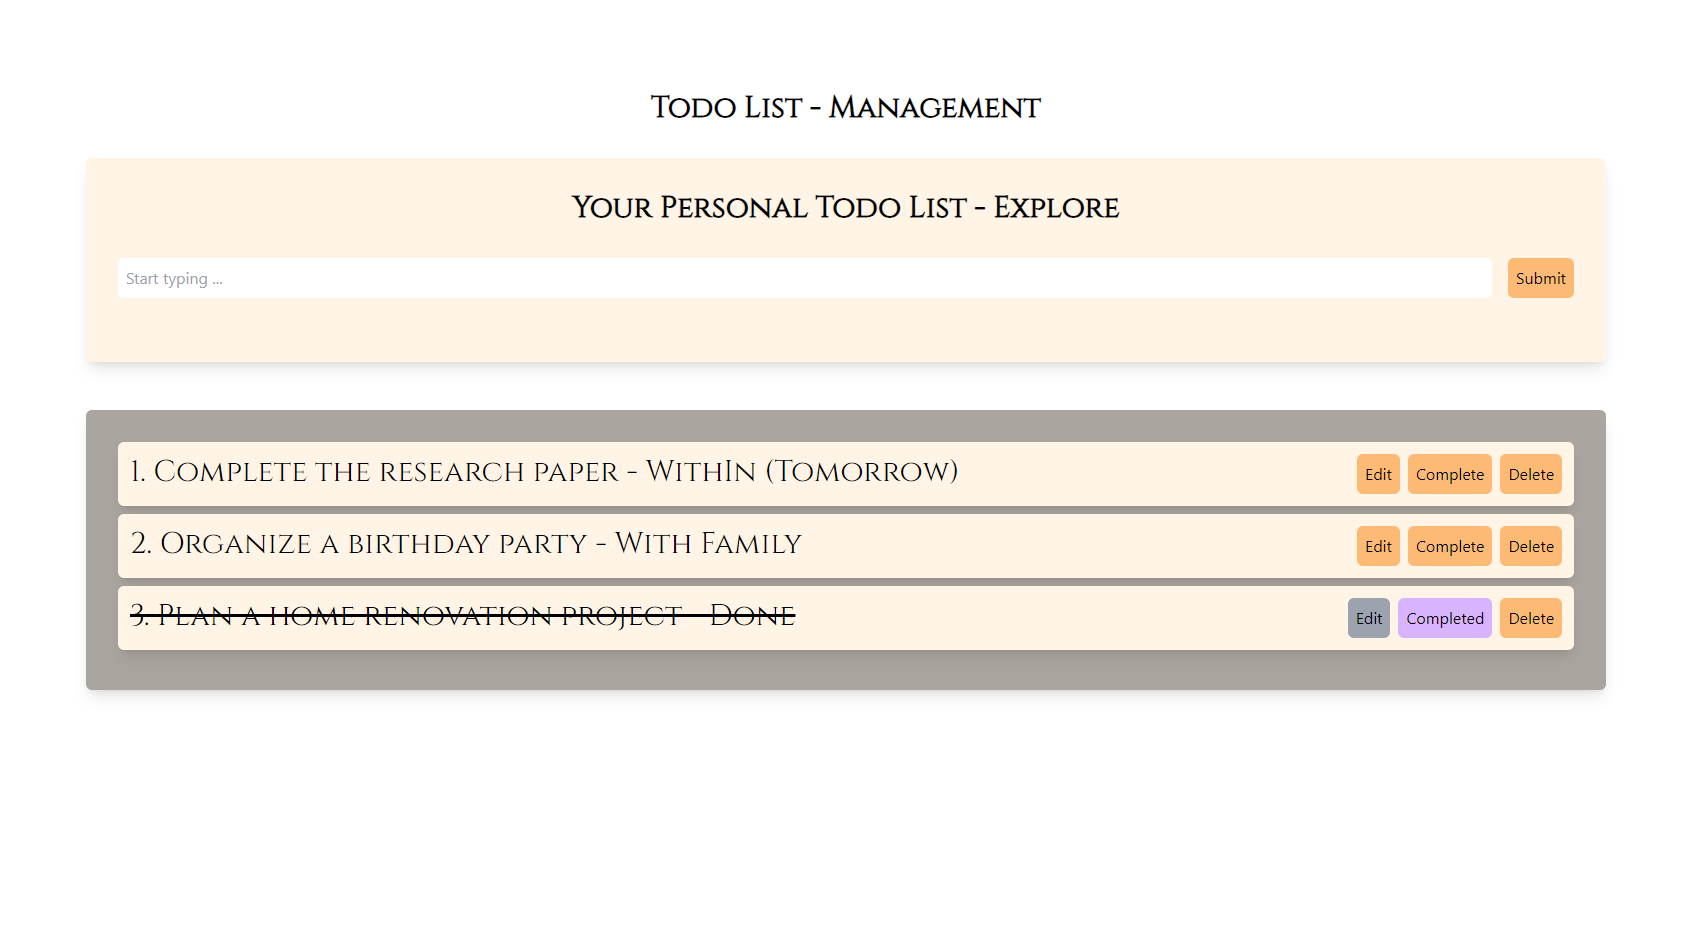 Todo List - Management
Your Personal Todo List - Explore
Start typing ...
Submit
1. Complete the research paper - WithIn (Tomorrow)
Edit Complete Delete
2. Organize a birthday party - With Family
Edit Complete Delete
3. Plan a home renovation project - Done
Edit Completed Delete